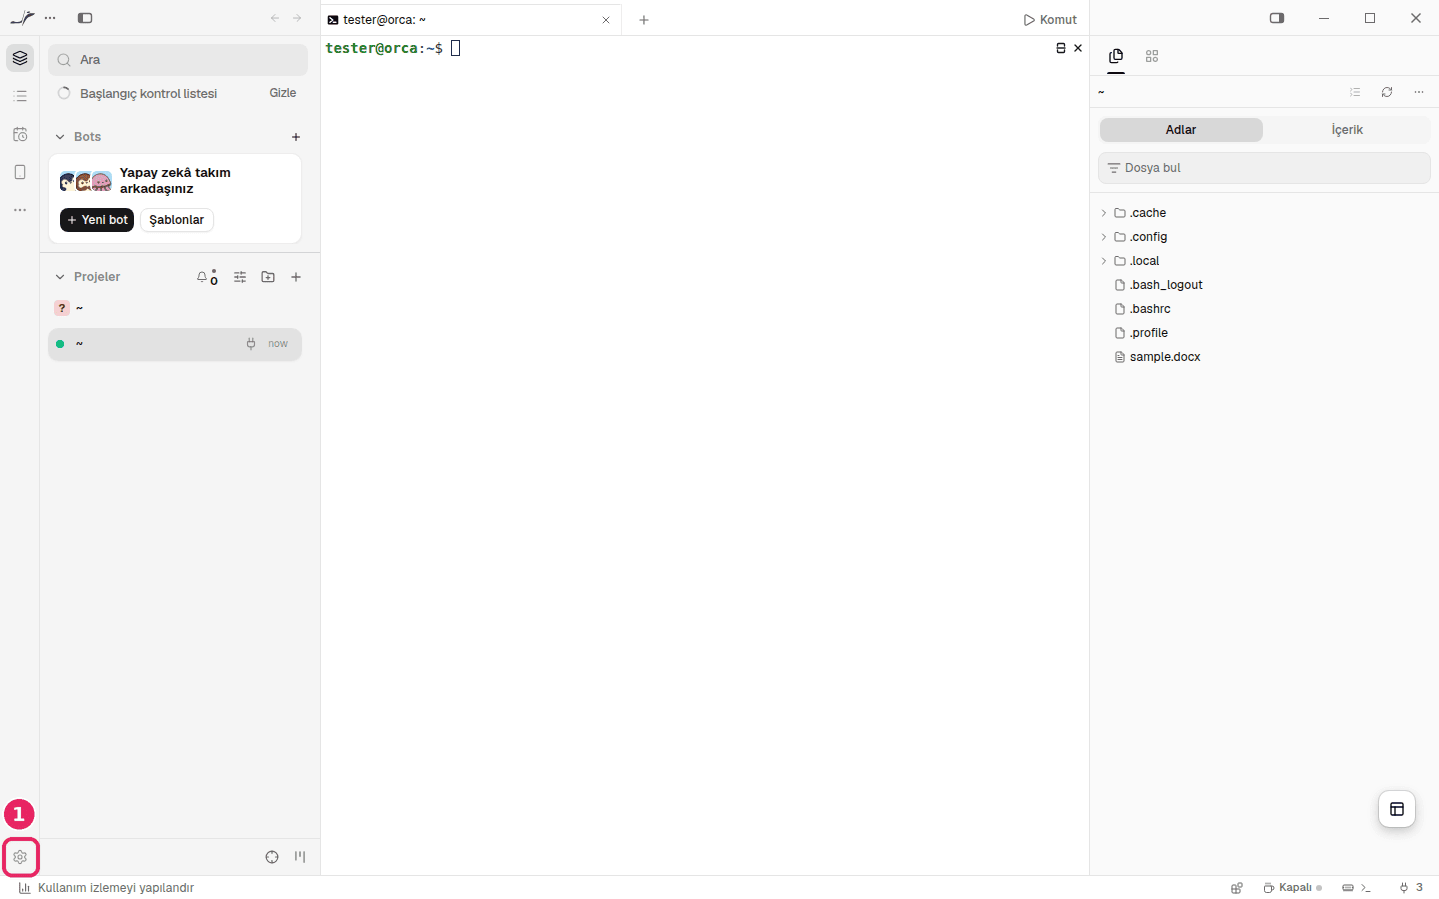 tester@orca: ~
Komut
Ara
Başlangıç kontrol listesi
Gizle
Bots
Yapay zekâ takım
arkadaşınız
Yeni bot
Şablonlar
Projeler
0
? ~
~
now
tester@orca:~$
~
Adlar
İçerik
Dosya bul
.cache
.config
.local
.bash_logout
.bashrc
.profile
sample.docx
1
Kullanım izlemeyi yapılandır
Kapalı
3